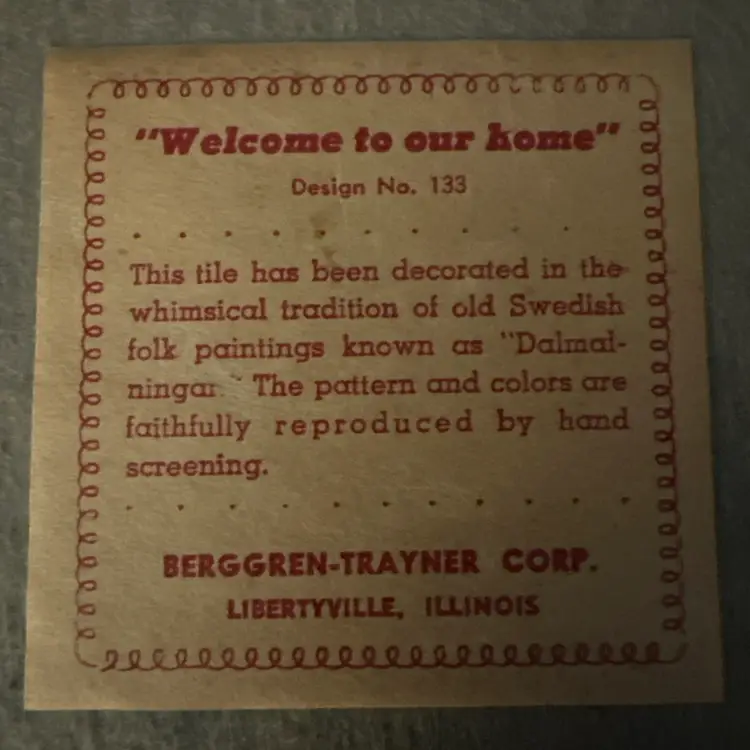 "Welcome to our home"
Design No. 133
This tile has been decorated in the
whimsical tradition of old Swedish
folk paintings known as "Dalmal-
ningar." The pattern and colors are
faithfully reproduced by hand
screening.
BERGGREN-TRAYNER CORP.
LIBERTYVILLE, ILLINOIS